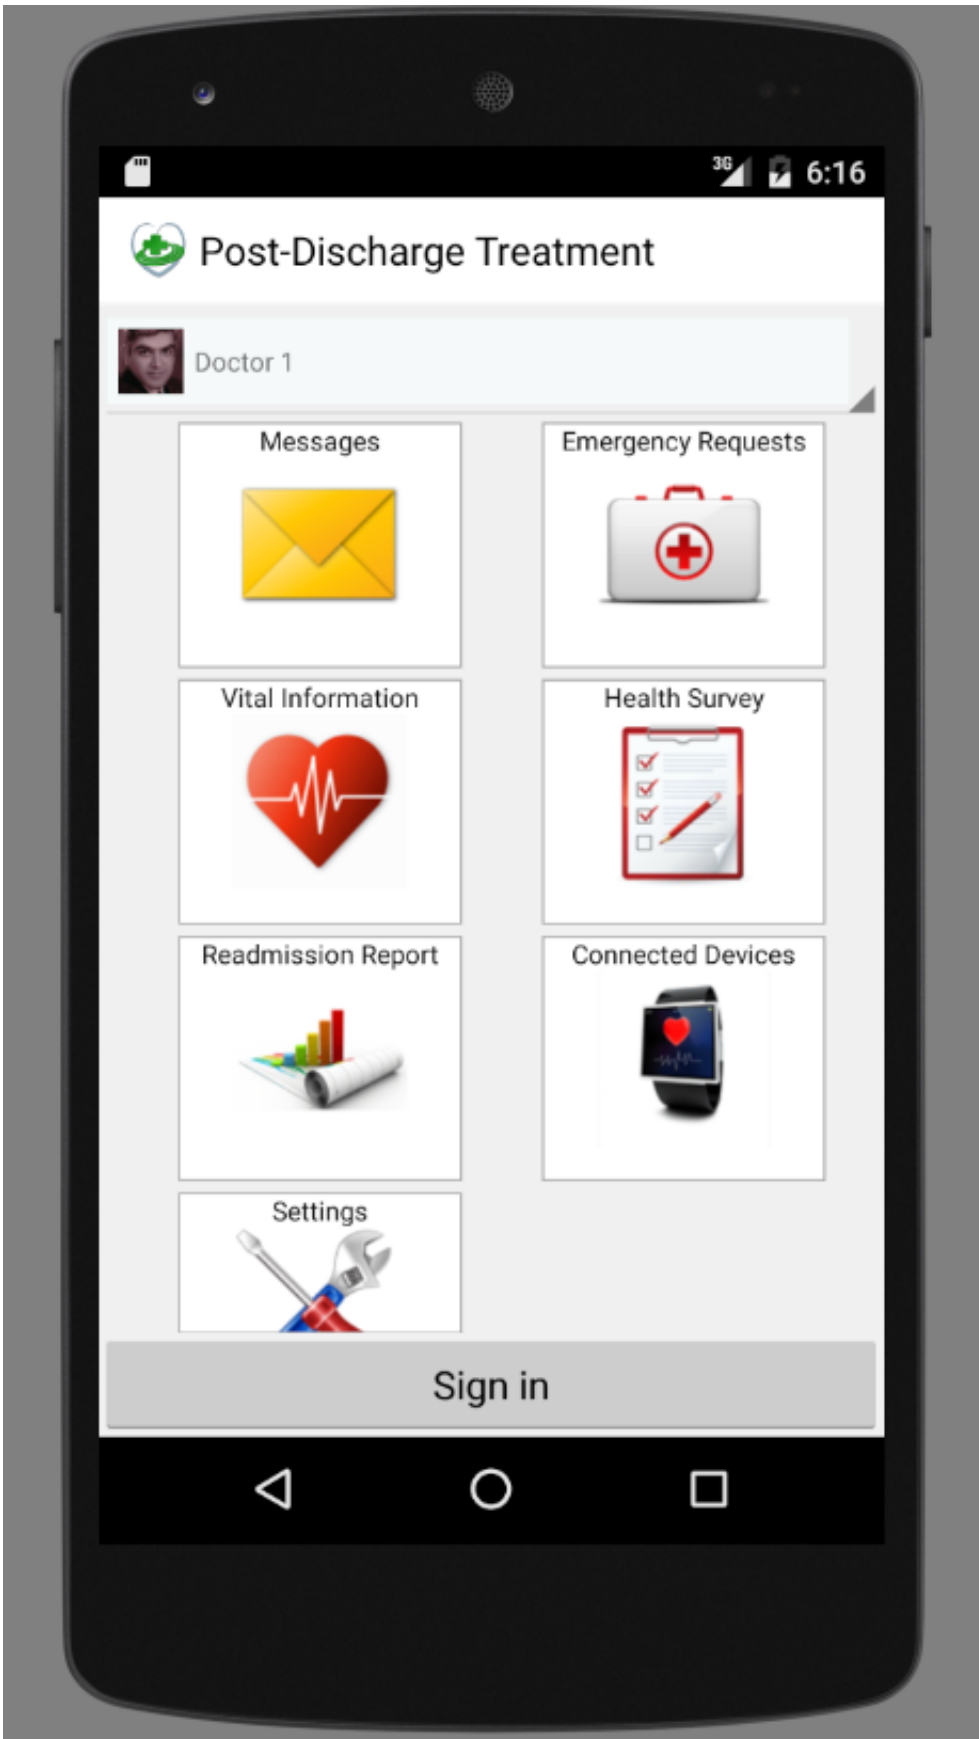 3G 6:16
Post-Discharge Treatment
Doctor 1
Messages
Emergency Requests
Vital Information
Health Survey
Readmission Report
Connected Devices
Settings
Sign in